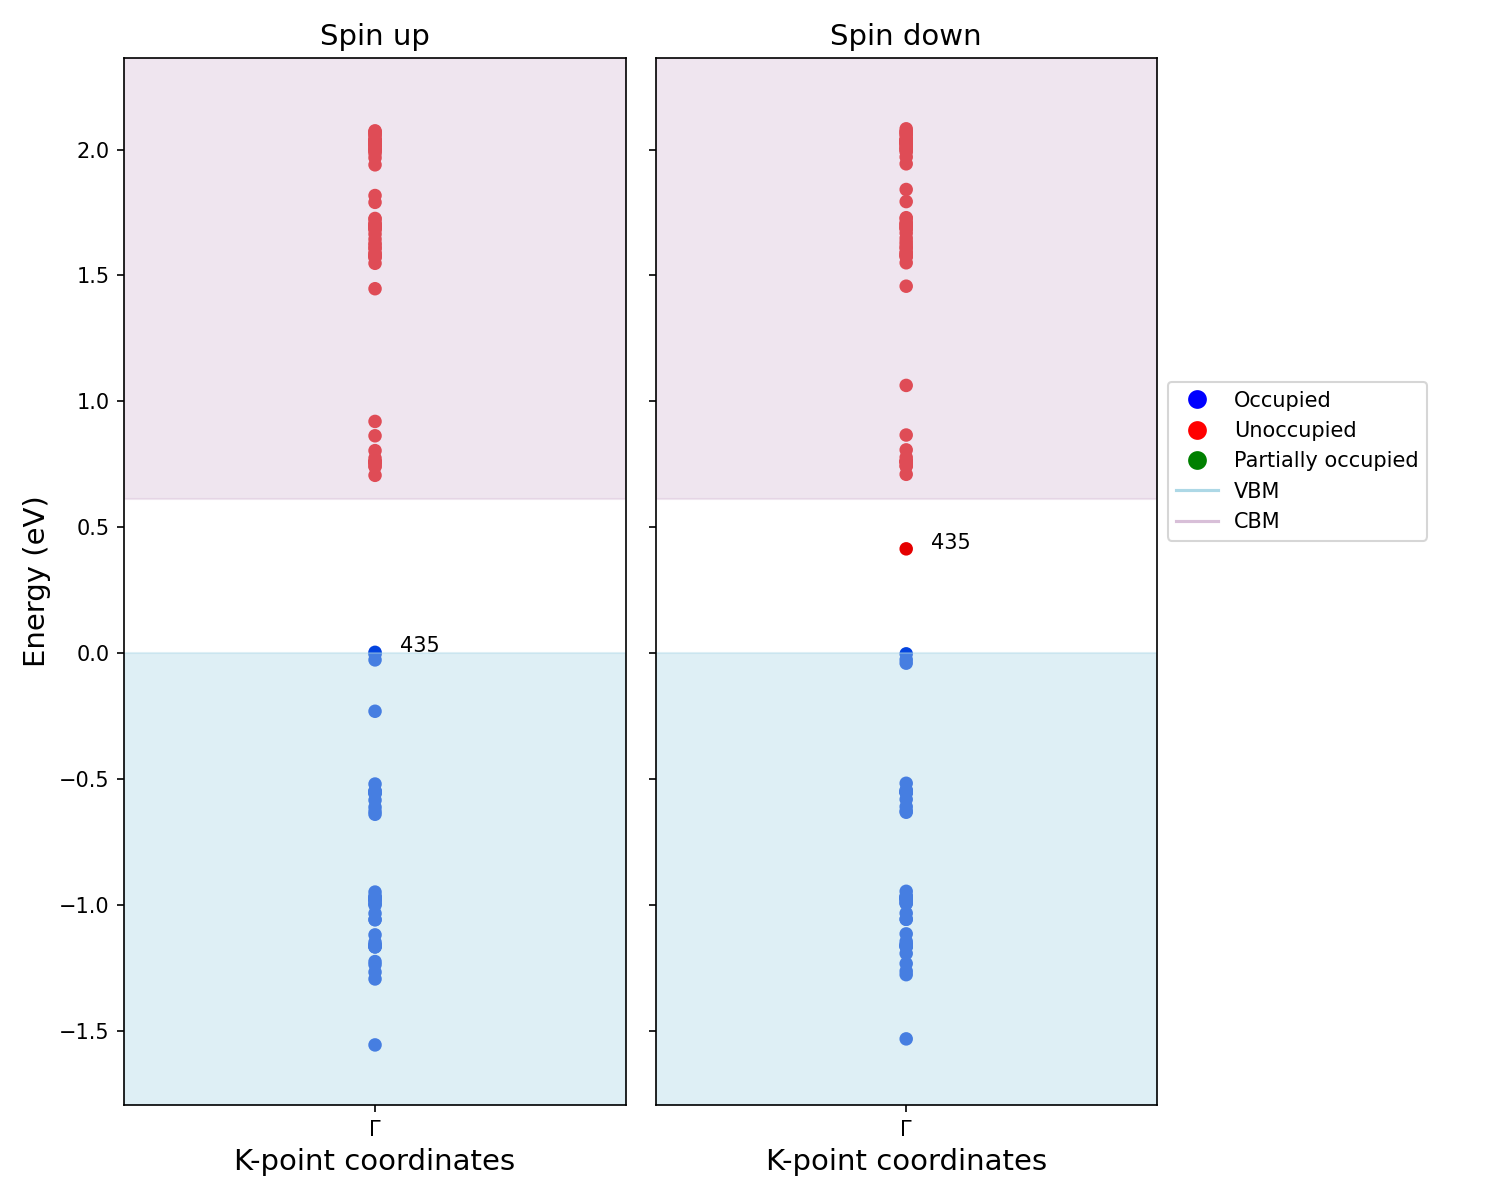 Spin up
Spin down
Energy (eV)
2.0
1.5
1.0
0.5
0.0
−0.5
−1.0
−1.5
435
435
Γ
Γ
K-point coordinates
K-point coordinates
Occupied
Unoccupied
Partially occupied
VBM
CBM